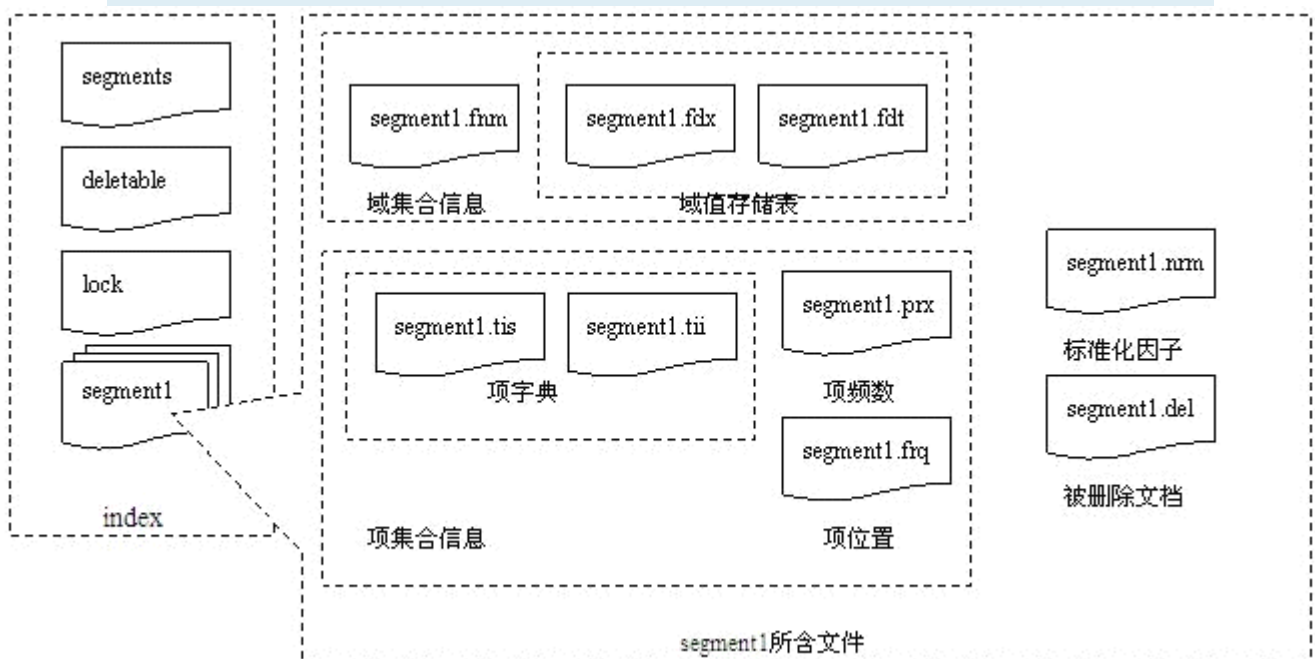 segments
deletable
lock
segment1
index
segment1.fnm
域集合信息
segment1.fdx
segment1.fdt
域值存储表
segment1.tis
segment1.tii
项字典
segment1.prx
项频数
segment1.frq
项位置
项集合信息
segment1.nrm
标准化因子
segment1.del
被删除文档
segment1所含文件